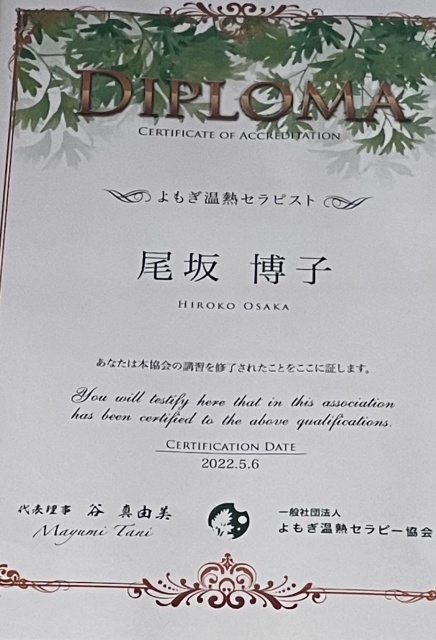 DIPLOMA
CERTIFICATE OF ACCREDITATION
よもぎ温熱セラピスト
尾坂 博子
HIROKO OSAKA
あなたは本協会の講習を修了されたことをここに証します。
You will testify here that in this association
has been certified to the above qualifications.
CERTIFICATION DATE
2022.5.6
代表理事 谷 真由美
Mayumi Tani
一般社団法人
よもぎ温熱セラピー協会